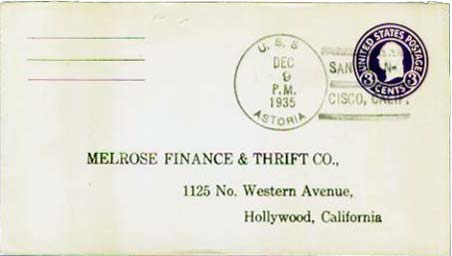 U. S. S.
DEC
9
P.M.
1935
ASTORIA
SAN
CISCO, CALIF.
UNITED STATES POSTAGE
3 3
CENTS
MELROSE FINANCE & THRIFT CO.,
1125 No. Western Avenue,
Hollywood, California